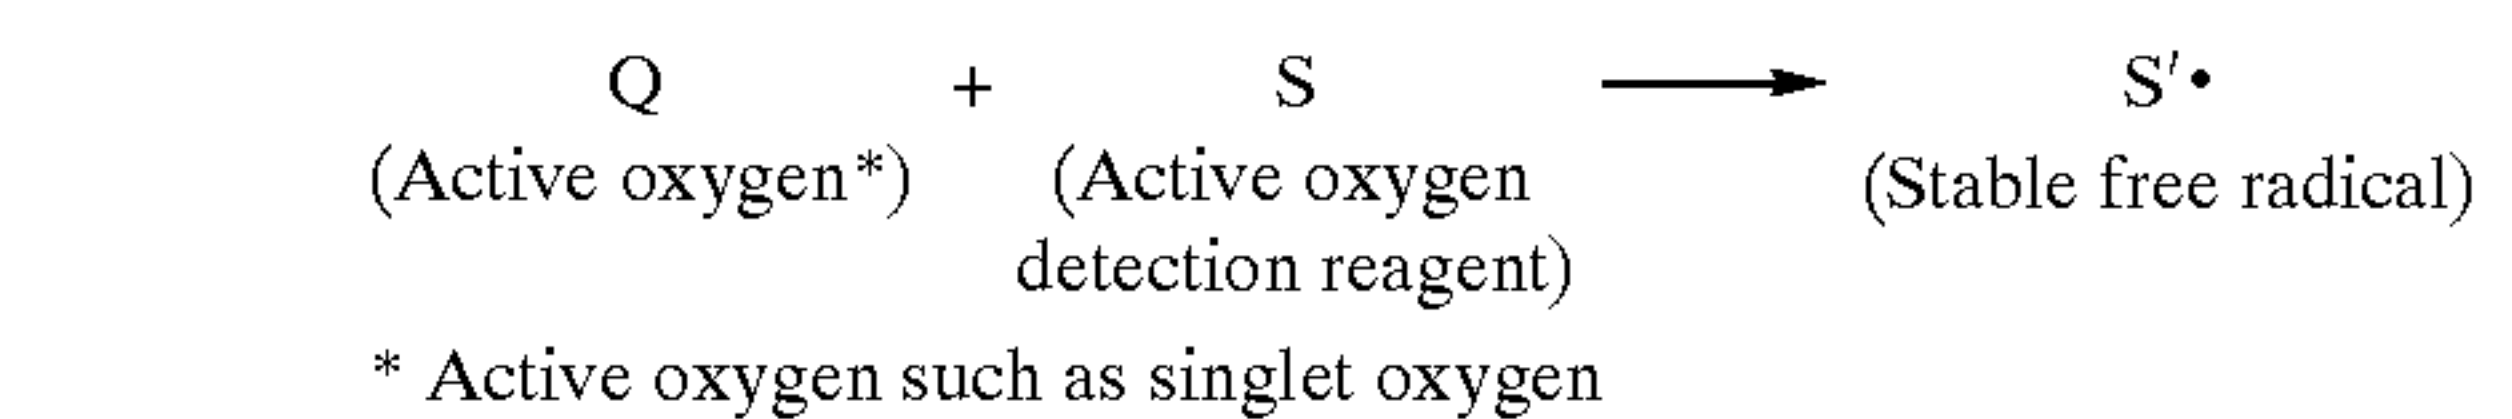 Q + S ⟶ S′•
(Active oxygen*) (Active oxygen (Stable free radical)
detection reagent)
* Active oxygen such as singlet oxygen